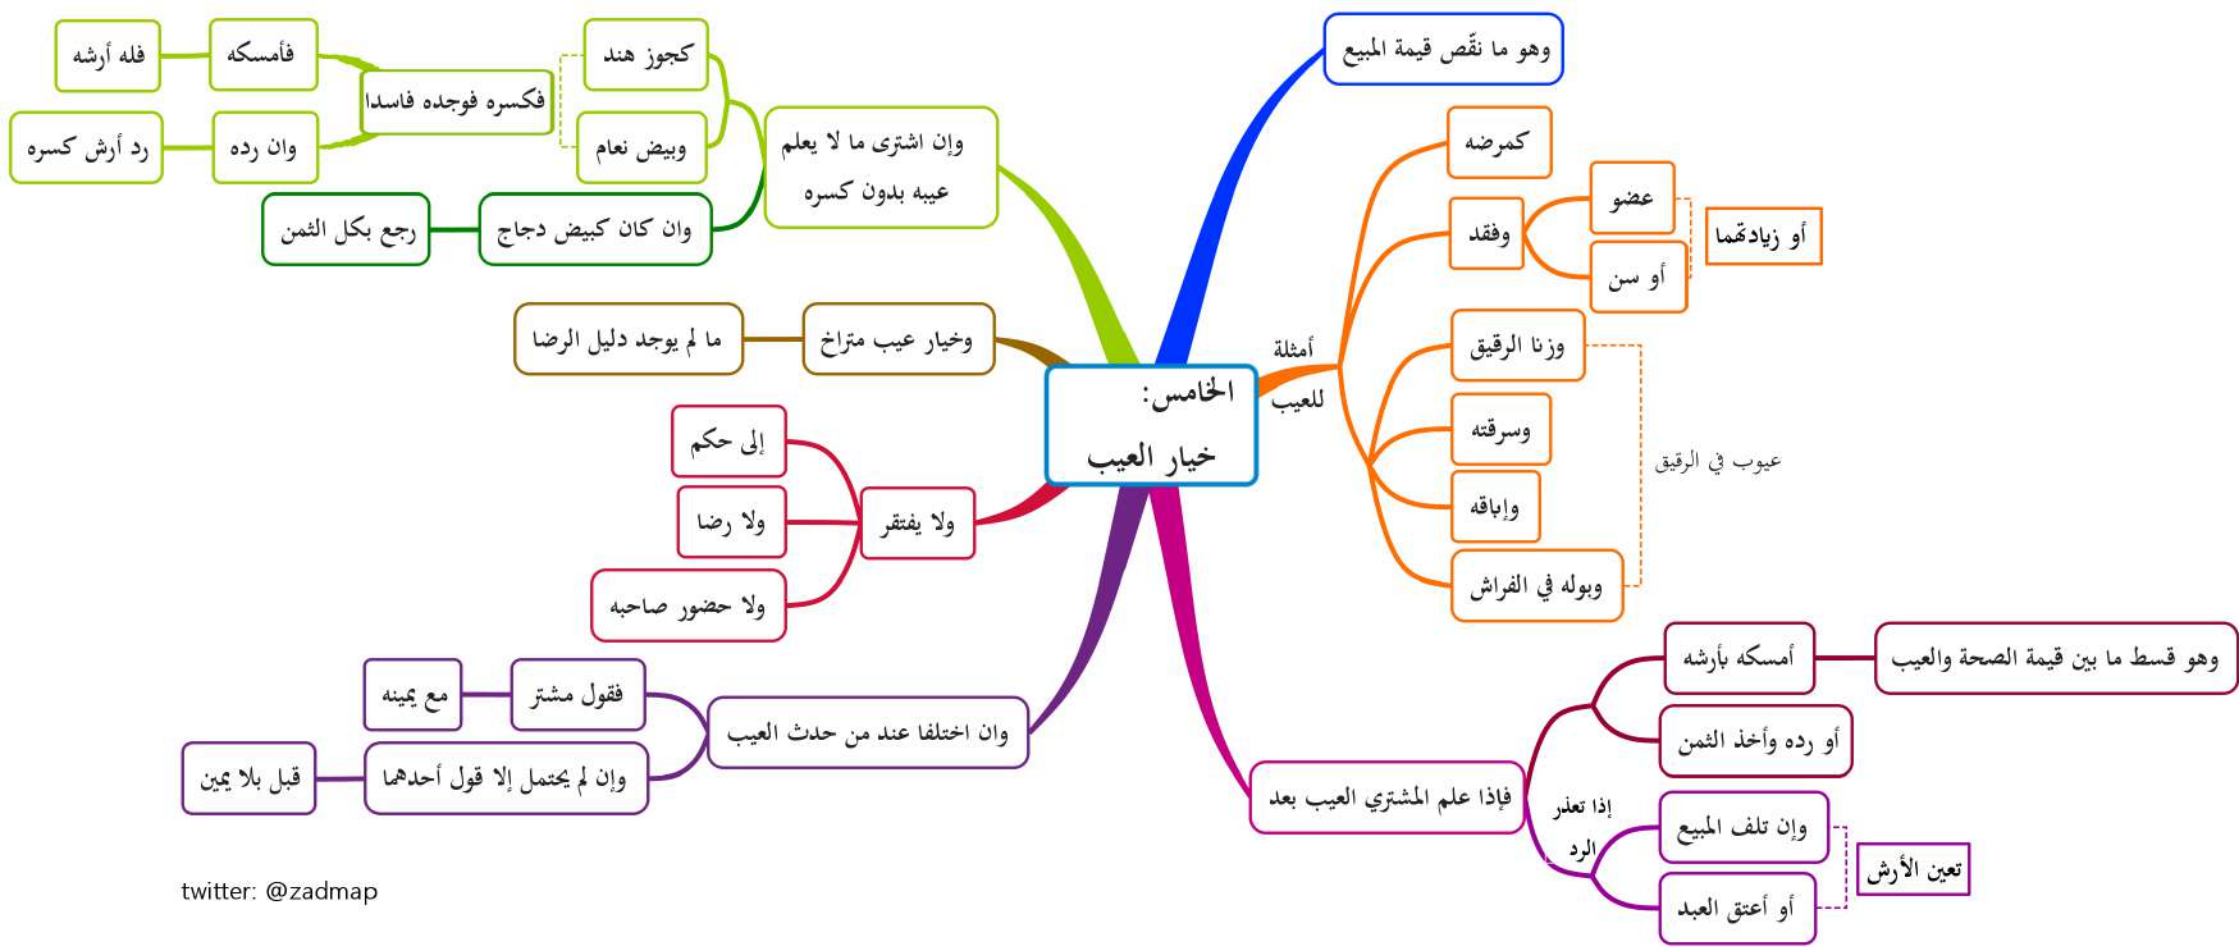 الخامس:
خيار العيب
وهو ما نقّص قيمة المبيع
أمثلة
للعيب
كمرضه
وفقد
عضو
أو سن
أو زيادتهما
وزنا الرقيق
وسرقته
وإباقه
وبوله في الفراش
عيوب في الرقيق
فإذا علم المشتري العيب بعد
أمسكه بأرشه
وهو قسط ما بين قيمة الصحة والعيب
أو رده وأخذ الثمن
إذا تعذر
الرد
وإن تلف المبيع
أو أعتق العبد
تعين الأرش
وإن اشترى ما لا يعلم
عيبه بدون كسره
كجوز هند
وبيض نعام
فكسره فوجده فاسدا
فأمسكه
فله أرشه
وان رده
رد أرش كسره
وان كان كبيض دجاج
رجع بكل الثمن
وخيار عيب متراخ
ما لم يوجد دليل الرضا
ولا يفتقر
إلى حكم
ولا رضا
ولا حضور صاحبه
وان اختلفا عند من حدث العيب
فقول مشتر
مع يمينه
وإن لم يحتمل إلا قول أحدهما
قبل بلا يمين
twitter: @zadmap